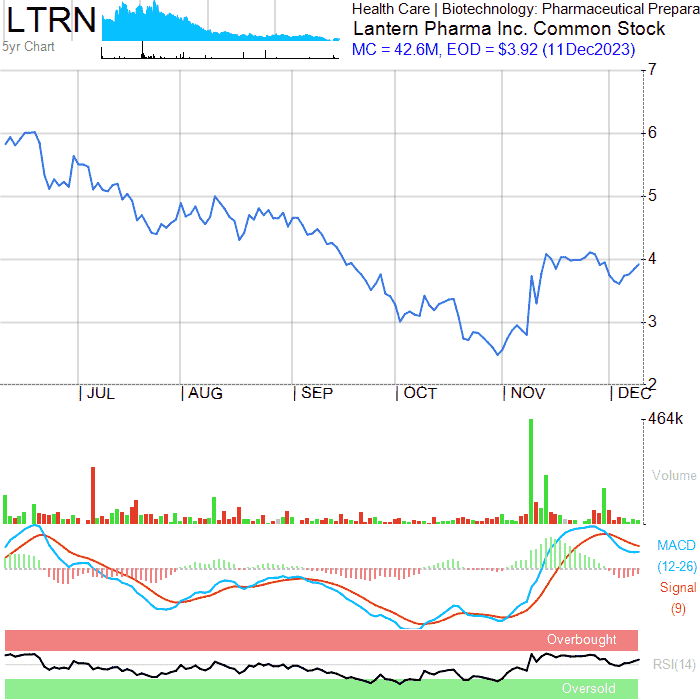 LTRN
5yr Chart
Health Care | Biotechnology: Pharmaceutical Prepara
Lantern Pharma Inc. Common Stock
MC = 42.6M, EOD = $3.92 (11Dec2023)
7
6
5
4
3
2
| JUL | AUG | SEP | OCT | NOV | DEC
464k
Volume
MACD
(12-26)
Signal
(9)
Overbought
RSI(14)
Oversold